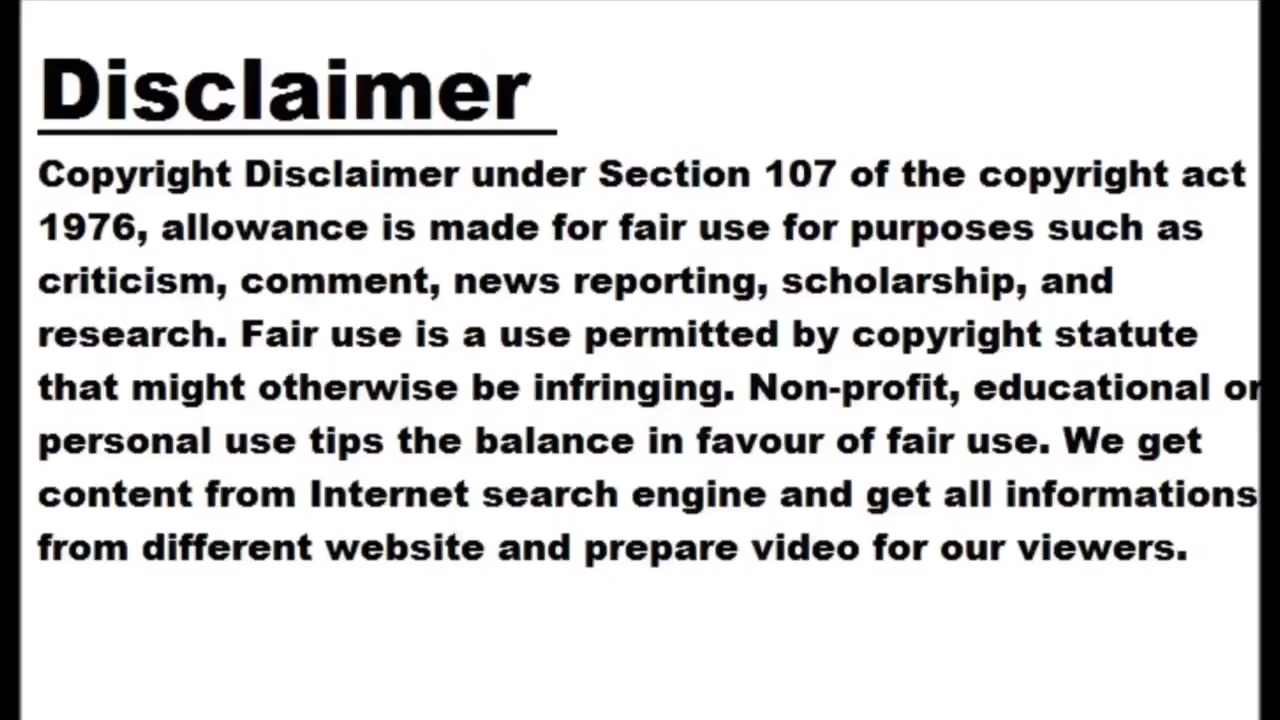 Disclaimer
Copyright Disclaimer under Section 107 of the copyright act
1976, allowance is made for fair use for purposes such as
criticism, comment, news reporting, scholarship, and
research. Fair use is a use permitted by copyright statute
that might otherwise be infringing. Non-profit, educational or
personal use tips the balance in favour of fair use. We get
content from Internet search engine and get all informations
from different website and prepare video for our viewers.